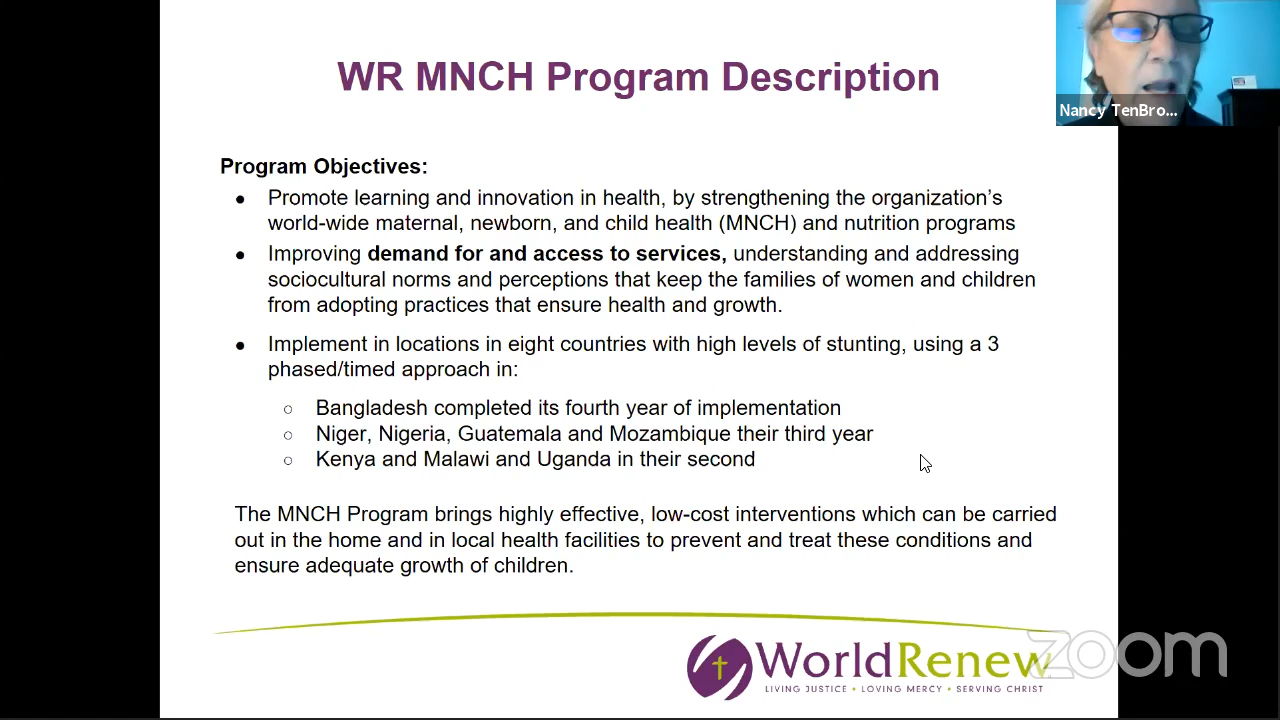 WR MNCH Program Description
Nancy TenBro...
Program Objectives:
● Promote learning and innovation in health, by strengthening the organization's
world-wide maternal, newborn, and child health (MNCH) and nutrition programs
● Improving demand for and access to services, understanding and addressing
sociocultural norms and perceptions that keep the families of women and children
from adopting practices that ensure health and growth.
● Implement in locations in eight countries with high levels of stunting, using a 3
phased/timed approach in:
○ Bangladesh completed its fourth year of implementation
○ Niger, Nigeria, Guatemala and Mozambique their third year
○ Kenya and Malawi and Uganda in their second
The MNCH Program brings highly effective, low-cost interventions which can be carried
out in the home and in local health facilities to prevent and treat these conditions and
ensure adequate growth of children.
WorldRenew
LIVING JUSTICE • LOVING MERCY • SERVING CHRIST
zoom